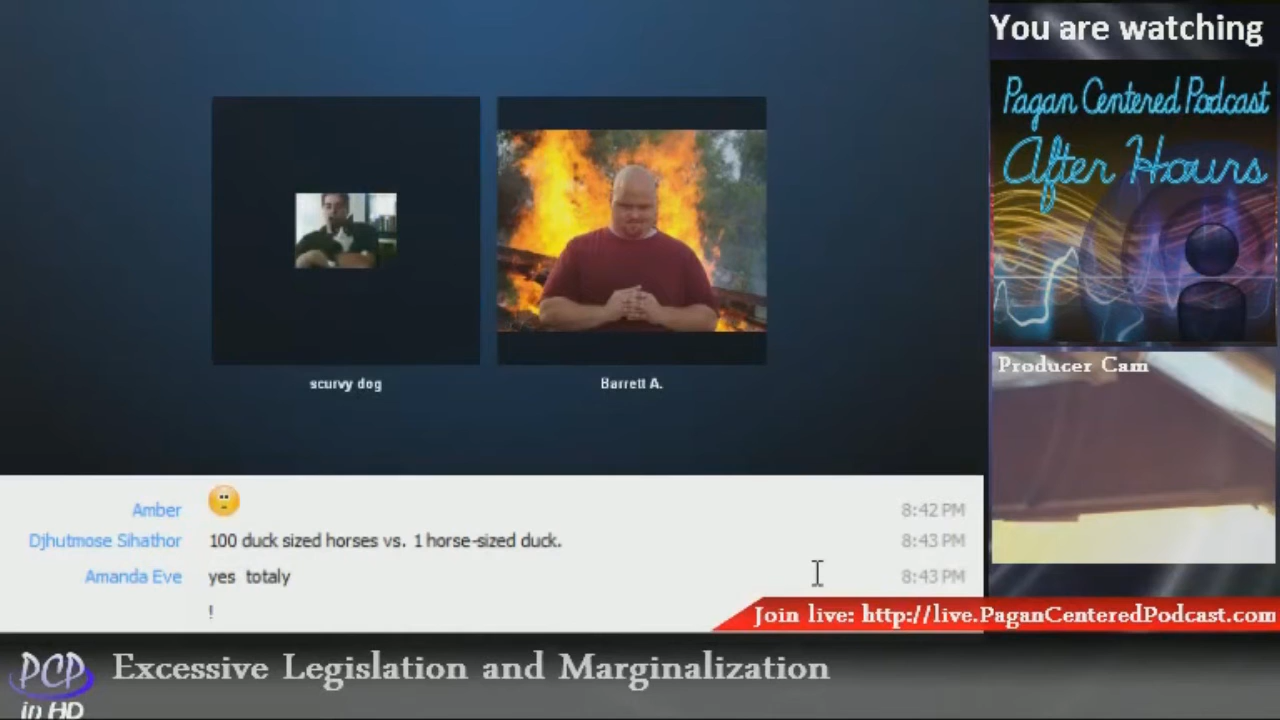 You are watching
Pagan Centered Podcast
After Hours
Producer Cam
scurvy dog
Barrett A.
Amber 8:42 PM
Djhutmose Sihathor 100 duck sized horses vs. 1 horse-sized duck. 8:43 PM
Amanda Eve yes totaly 8:43 PM
!
Join live: http://live.PaganCenteredPodcast.com
PCP
in HD
Excessive Legislation and Marginalization